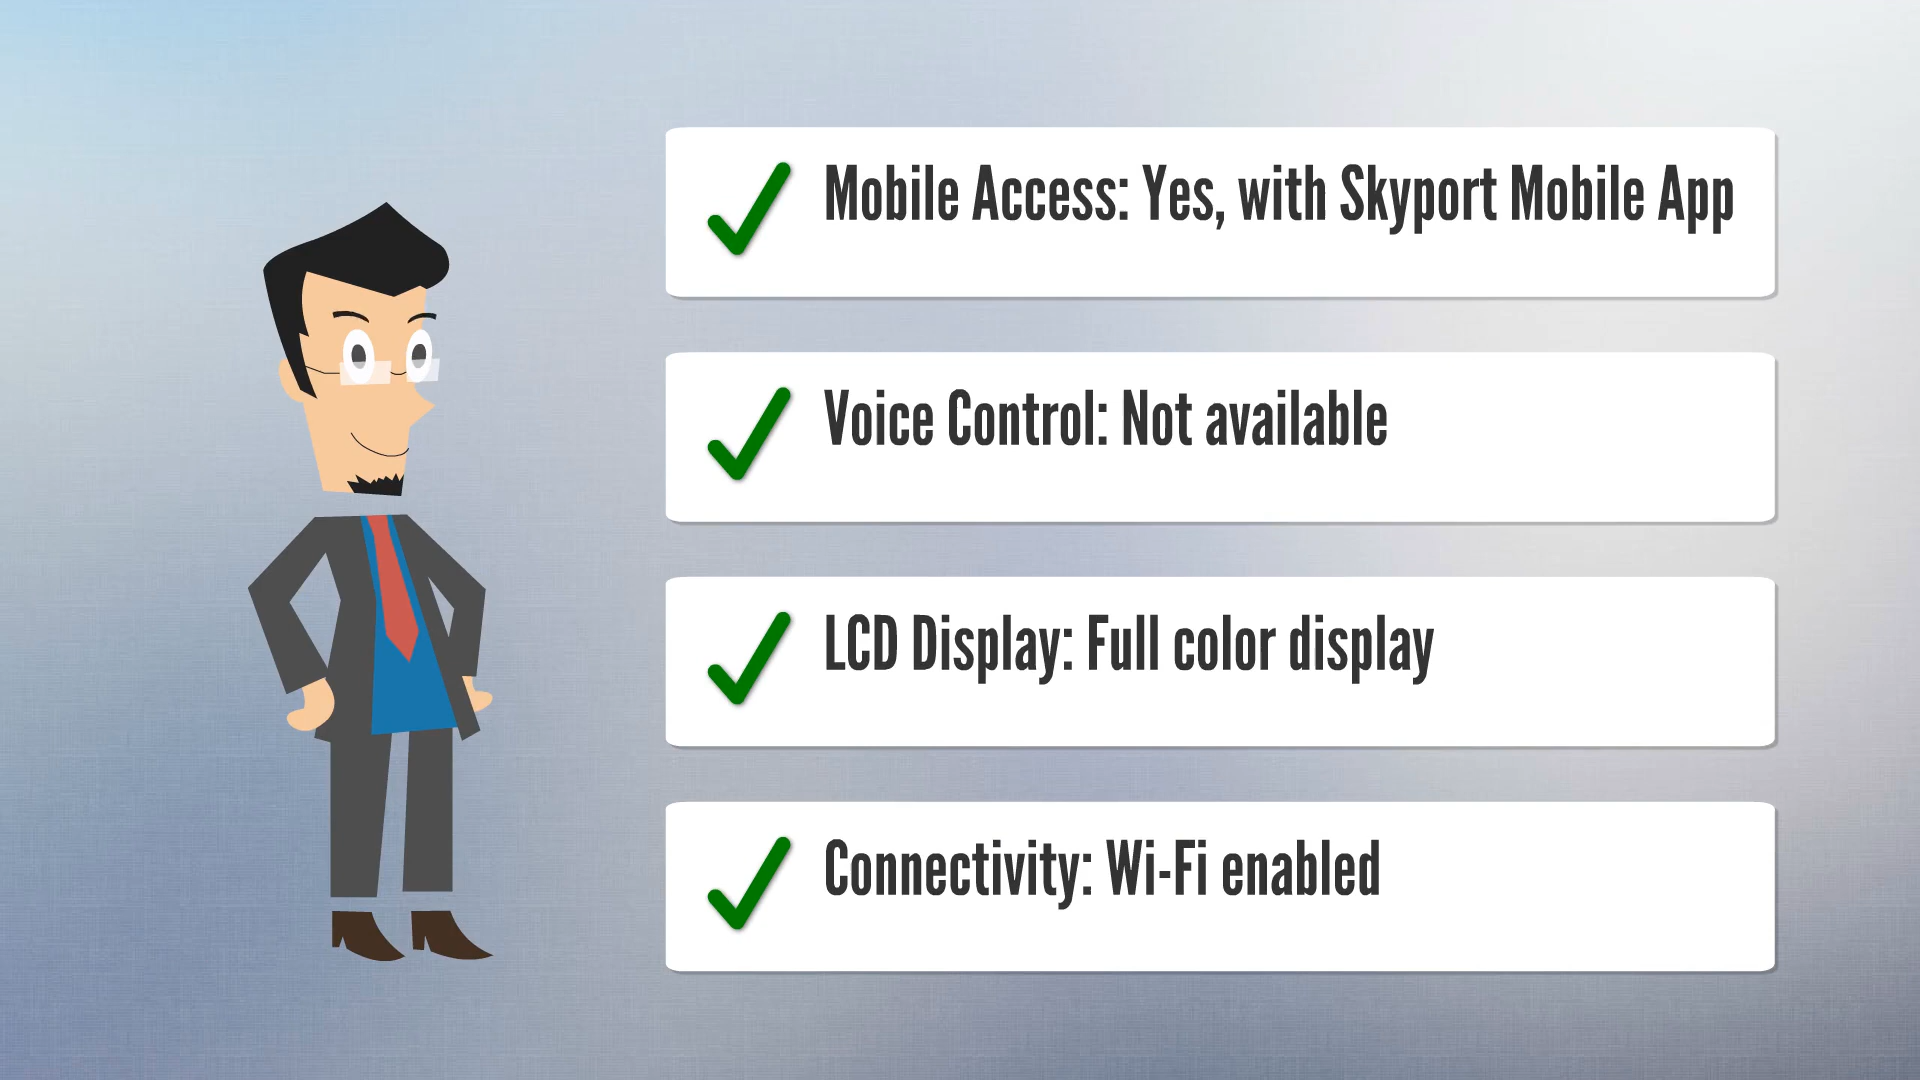 Mobile Access: Yes, with Skyport Mobile App
Voice Control: Not available
LCD Display: Full color display
Connectivity: Wi-Fi enabled